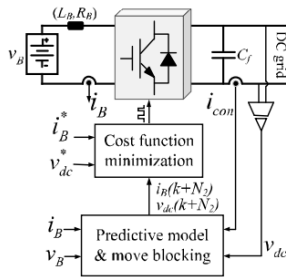 (L_B,R_B)
v_B
C_f
DC grid
i_B
i_con
i_B^*
v_dc^*
Cost function
minimization
i_B(k+N_2)
v_dc(k+N_2)
i_B
v_B
Predictive model
& move blocking
v_dc